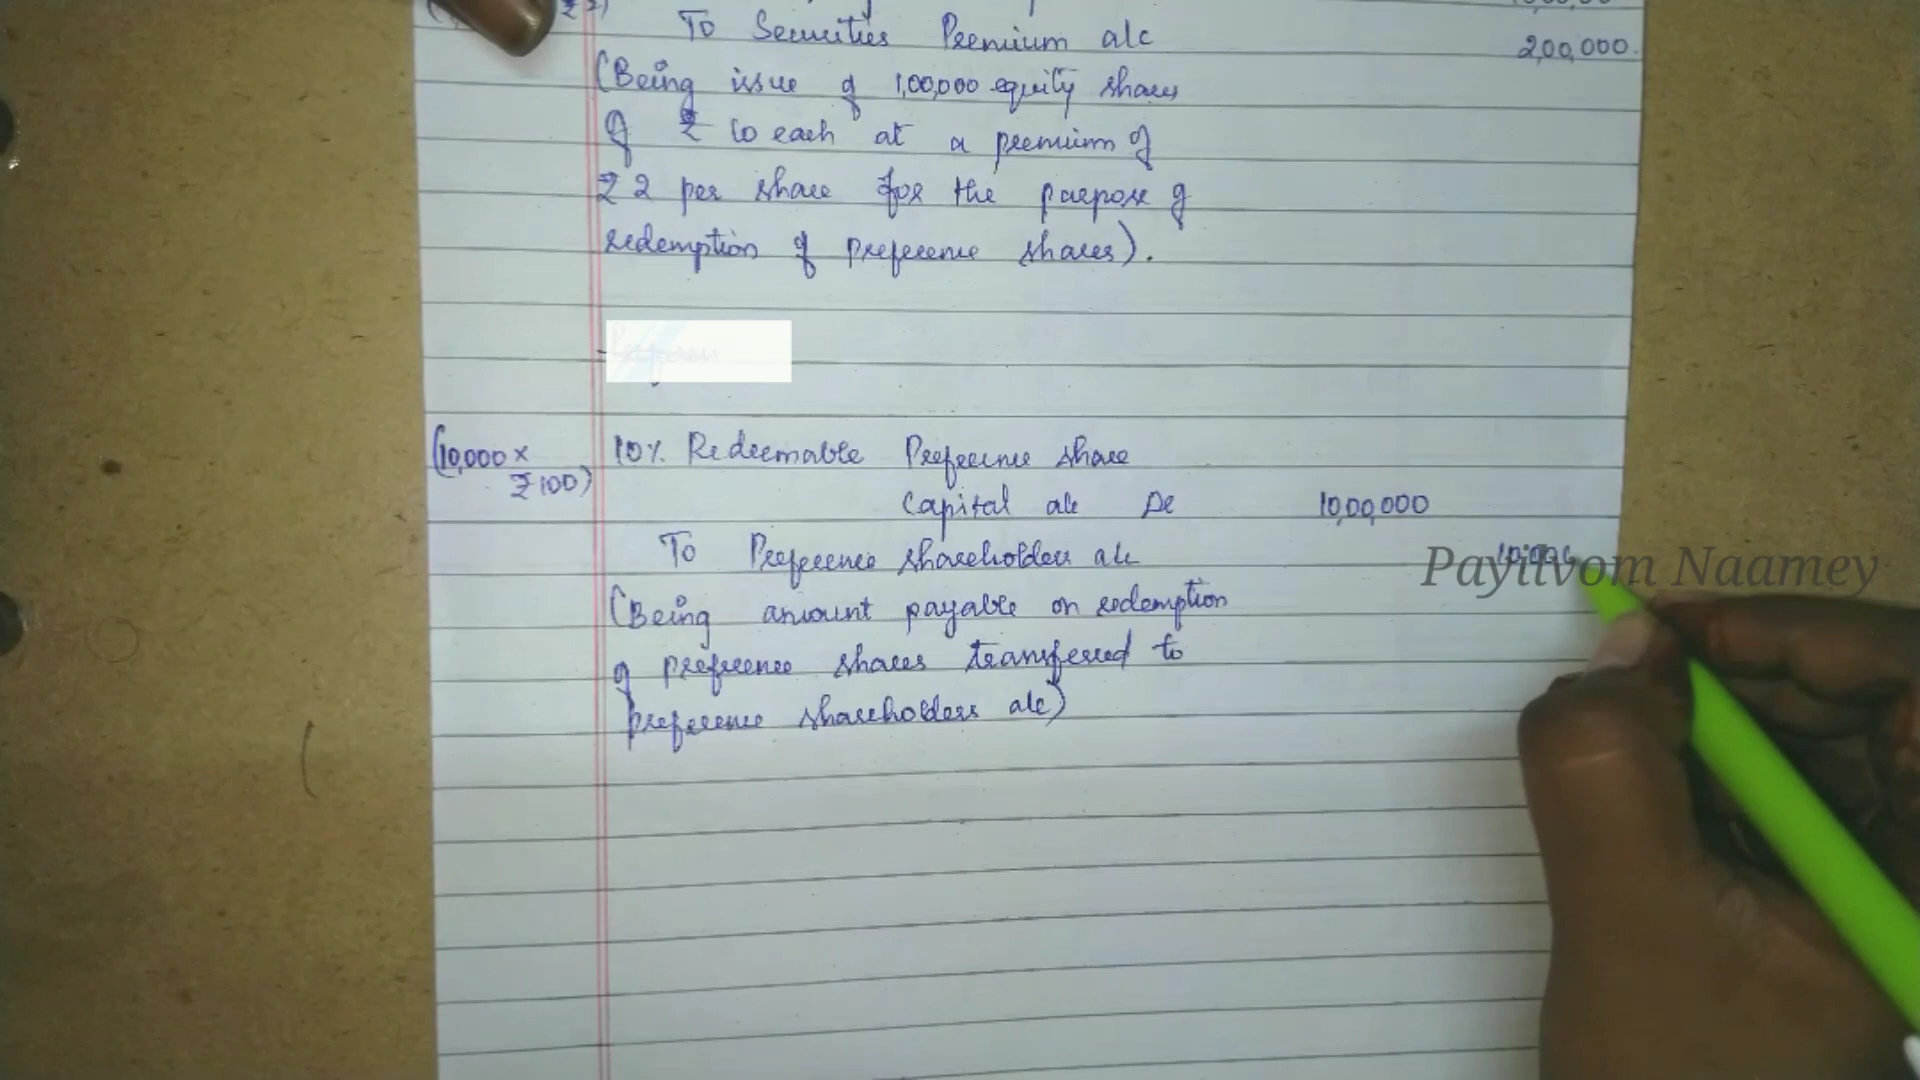 To Securities Premium a/c 200,000.
(Being issue of 1,00,000 equity shares
of ₹ 10 each at a premium of
₹ 2 per share for the purpose of
redemption of preference shares).
(10,000 × 10% Redeemable Preference share
₹ 100) Capital a/c Dr 10,00,000
To Preference shareholders a/c
Payilvom Naamey
(Being amount payable on redemption
of preference shares transferred to
preference shareholders a/c)